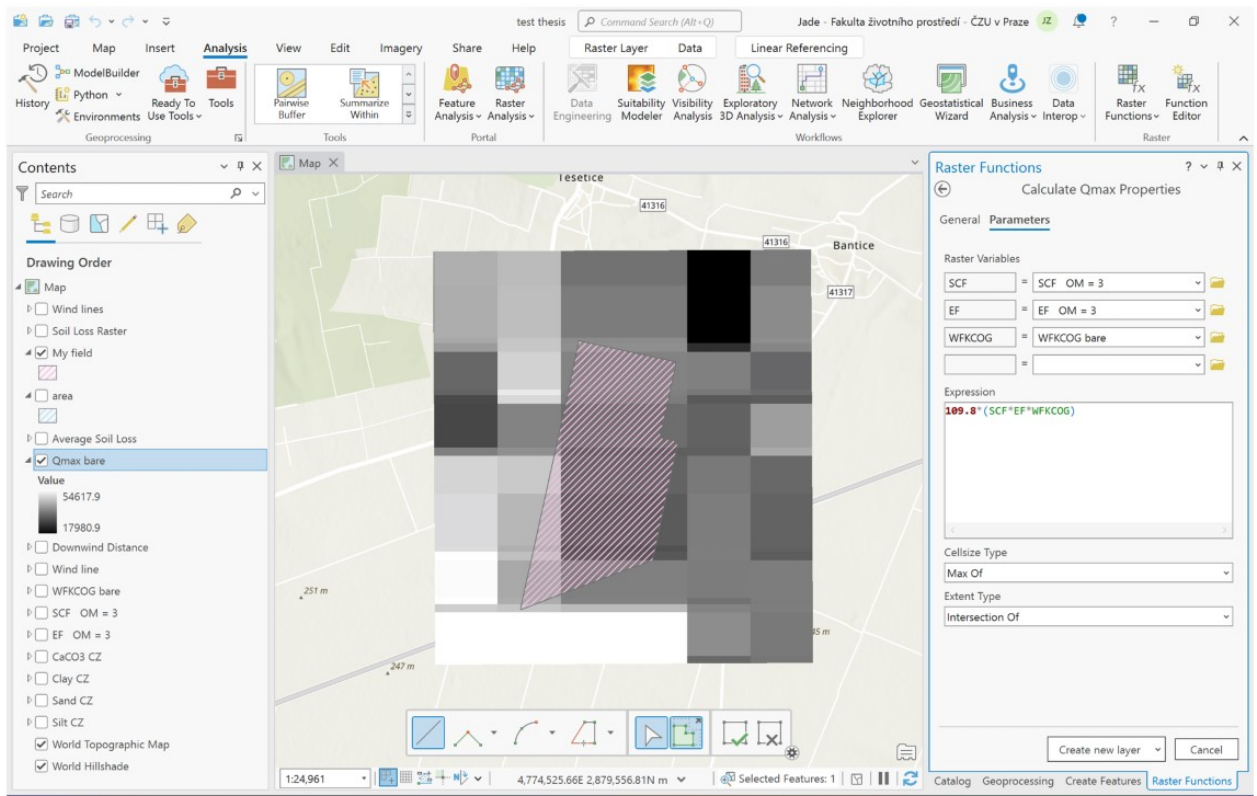 test thesis
Command Search (Alt+Q)
Jade - Fakulta životního prostředí - ČZU v Praze
JZ
?
Project Map Insert Analysis View Edit Imagery Share Help Raster Layer Data Linear Referencing
History
ModelBuilder
Python
Environments
Ready To Use Tools
Tools
Geoprocessing
Pairwise Buffer
Summarize Within
Tools
Feature Analysis
Raster Analysis
Portal
Data Engineering
Suitability Modeler
Visibility Analysis
Exploratory 3D Analysis
Network Analysis
Neighborhood Explorer
Geostatistical Wizard
Business Analysis
Data Interop
Workflows
Raster Functions
Function Editor
Raster
Contents
Search
Drawing Order
Map
Wind lines
Soil Loss Raster
My field
area
Average Soil Loss
Qmax bare
Value
54617.9
17980.9
Downwind Distance
Wind line
WFKCOG bare
SCF OM = 3
EF OM = 3
CaCO3 CZ
Clay CZ
Sand CZ
Silt CZ
World Topographic Map
World Hillshade
Map
Tesetice
41316
41316
Bantice
41317
251 m
45 m
247 m
1:24,961
4,774,525.66E 2,879,556.81N m
Selected Features: 1
Raster Functions
?
Calculate Qmax Properties
General Parameters
Raster Variables
SCF = SCF OM = 3
EF = EF OM = 3
WFKCOG = WFKCOG bare
=
Expression
109.8*(SCF*EF*WFKCOG)
Cellsize Type
Max Of
Extent Type
Intersection Of
Create new layer
Cancel
Catalog Geoprocessing Create Features Raster Functions